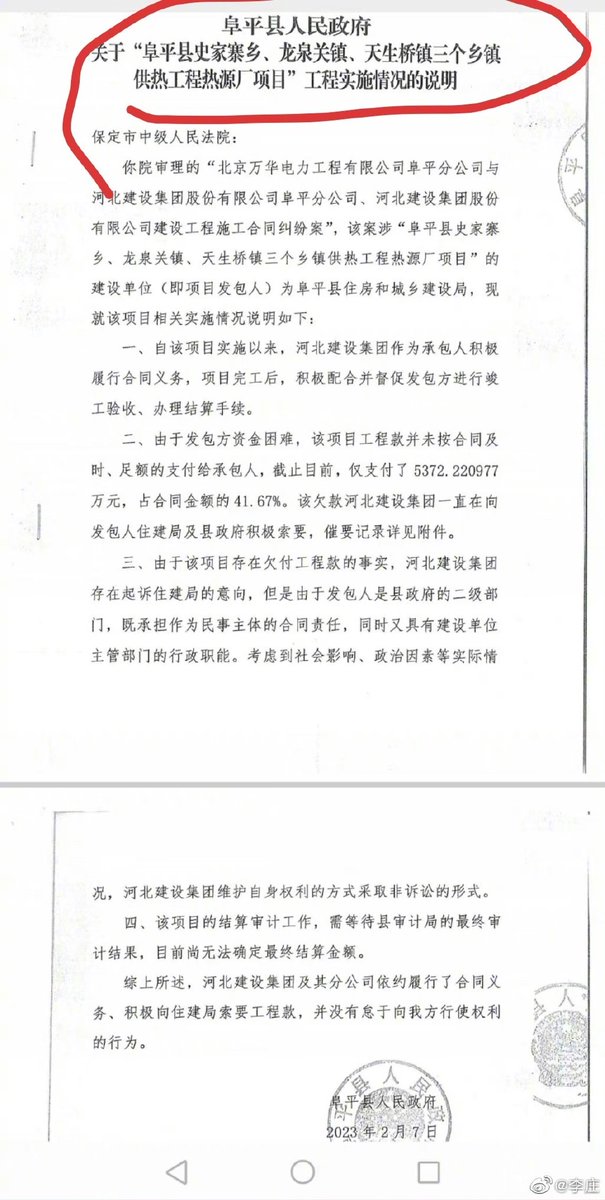 阜平县人民政府
关于“阜平县史家寨乡、龙泉关镇、天生桥镇三个乡镇
供热工程热源厂项目”工程实施情况的说明
保定市中级人民法院：
你院审理的“北京万华电力工程有限公司阜平分公司与
河北建设集团股份有限公司阜平分公司、河北建设集团股份
有限公司建设工程施工合同纠纷案”，该案涉“阜平县史家寨
乡、龙泉关镇、天生桥镇三个乡镇供热工程热源厂项目”的
建设单位（即项目发包人）为阜平县住房和城乡建设局，现
就该项目相关实施情况说明如下：
一、自该项目实施以来，河北建设集团作为承包人积极
履行合同义务，项目完工后，积极配合并督促发包方进行竣
工验收、办理结算手续。
二、由于发包方资金困难，该项目工程款并未按合同及
时、足额的支付给承包人，截止目前，仅支付了 5372.220977
万元，占合同金额的 41.67%。该欠款河北建设集团一直在向
发包人住建局及县政府积极索要，催要记录详见附件。
三、由于该项目存在欠付工程款的事实，河北建设集团
存在起诉住建局的意向，但是由于发包人是县政府的二级部
门，既承担作为民事主体的合同责任，同时又具有建设单位
主管部门的行政职能。考虑到社会影响、政治因素等实际情
况，河北建设集团维护自身权利的方式采取非诉讼的形式。
四、该项目的结算审计工作，需等待县审计局的最终审
计结果，目前尚无法确定最终结算金额。
综上所述，河北建设集团及其分公司依约履行了合同义
务、积极向住建局索要工程款，并没有怠于向我方行使权利
的行为。
阜平县人民政府
2023 年 2 月 7 日
@李庄